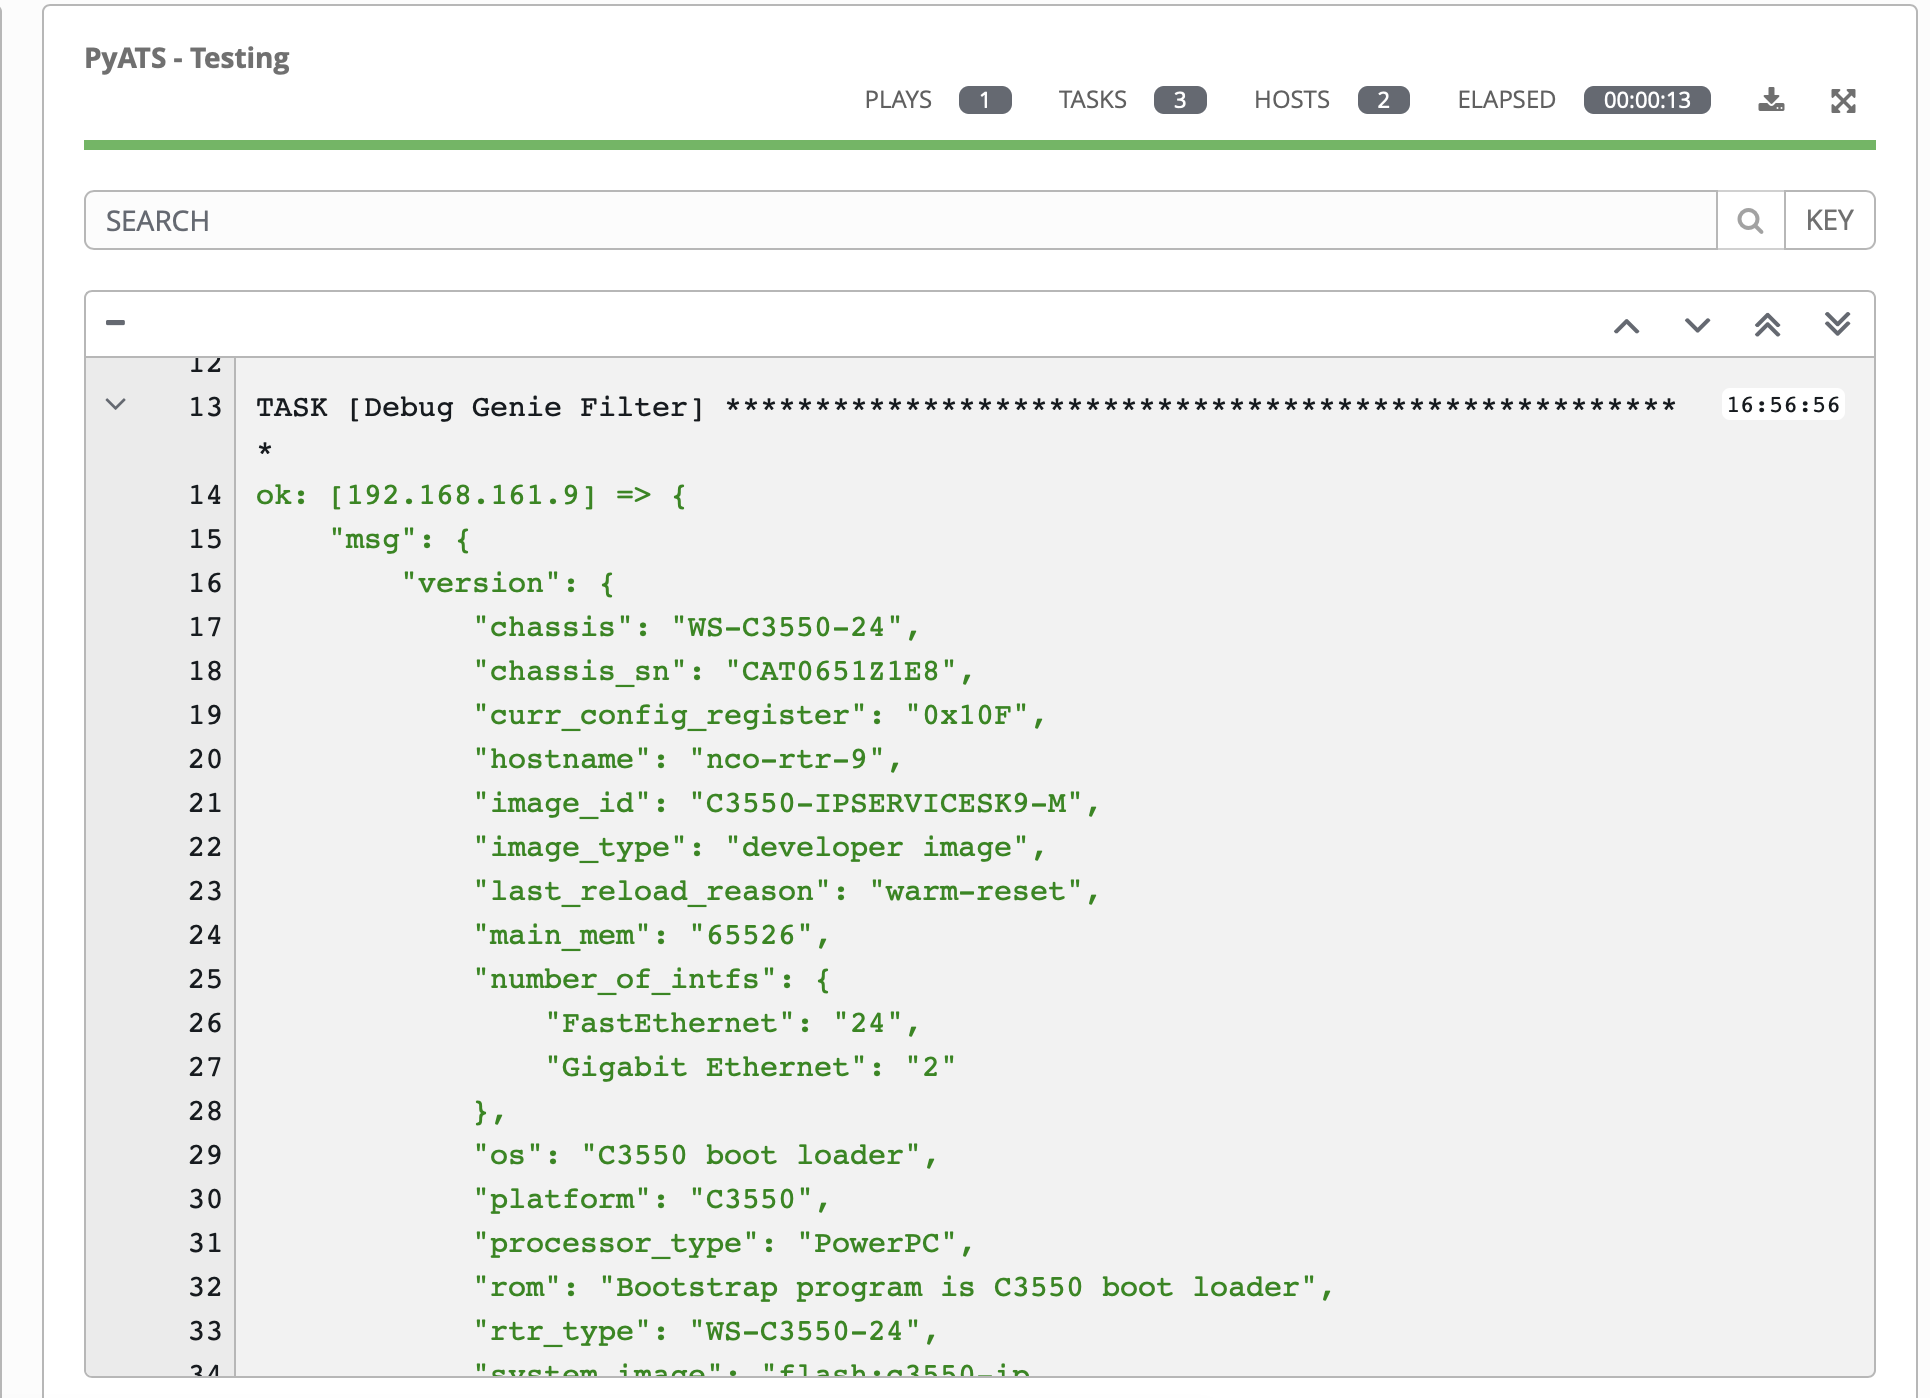 PyATS - Testing
PLAYS 1 TASKS 3 HOSTS 2 ELAPSED 00:00:13
SEARCH KEY
12
13 TASK [Debug Genie Filter] ***************************************************** 16:56:56
*
14 ok: [192.168.161.9] => {
15 "msg": {
16 "version": {
17 "chassis": "WS-C3550-24",
18 "chassis_sn": "CAT0651Z1E8",
19 "curr_config_register": "0x10F",
20 "hostname": "nco-rtr-9",
21 "image_id": "C3550-IPSERVICESK9-M",
22 "image_type": "developer image",
23 "last_reload_reason": "warm-reset",
24 "main_mem": "65526",
25 "number_of_intfs": {
26 "FastEthernet": "24",
27 "Gigabit Ethernet": "2"
28 },
29 "os": "C3550 boot loader",
30 "platform": "C3550",
31 "processor_type": "PowerPC",
32 "rom": "Bootstrap program is C3550 boot loader",
33 "rtr_type": "WS-C3550-24",
34 "system_image": "flash:c3550-ip